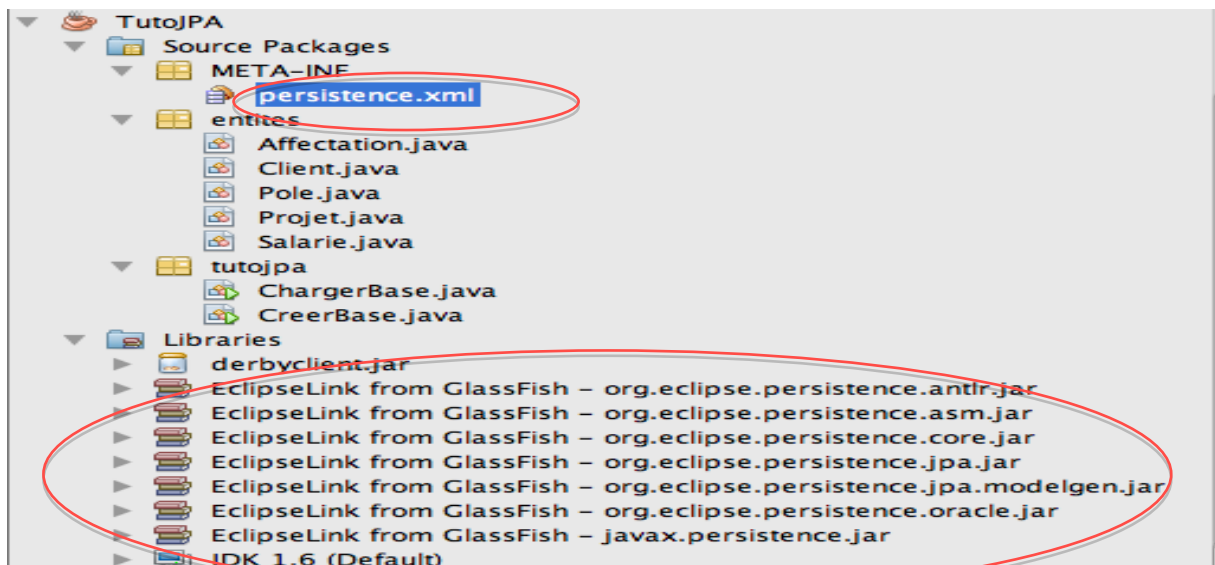 TutoJPA
Source Packages
META-INF
persistence.xml
entites
Affectation.java
Client.java
Pole.java
Projet.java
Salarie.java
tutojpa
ChargerBase.java
CreerBase.java
Libraries
derbyclient.jar
EclipseLink from GlassFish – org.eclipse.persistence.antlr.jar
EclipseLink from GlassFish – org.eclipse.persistence.asm.jar
EclipseLink from GlassFish – org.eclipse.persistence.core.jar
EclipseLink from GlassFish – org.eclipse.persistence.jpa.jar
EclipseLink from GlassFish – org.eclipse.persistence.jpa.modelgen.jar
EclipseLink from GlassFish – org.eclipse.persistence.oracle.jar
EclipseLink from GlassFish – javax.persistence.jar
JDK 1.6 (Default)